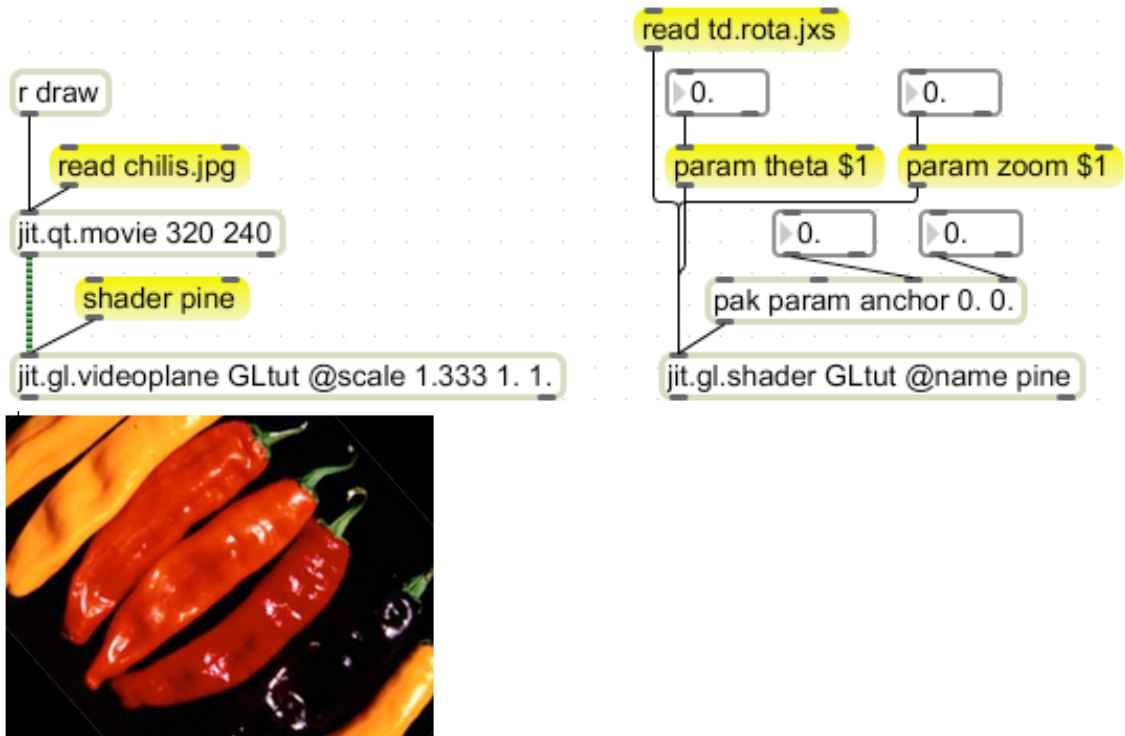 read td.rota.jxs
r draw
0.
0.
read chilis.jpg
param theta $1
param zoom $1
jit.qt.movie 320 240
0.
0.
shader pine
pak param anchor 0. 0.
jit.gl.videoplane GLtut @scale 1.333 1. 1.
jit.gl.shader GLtut @name pine